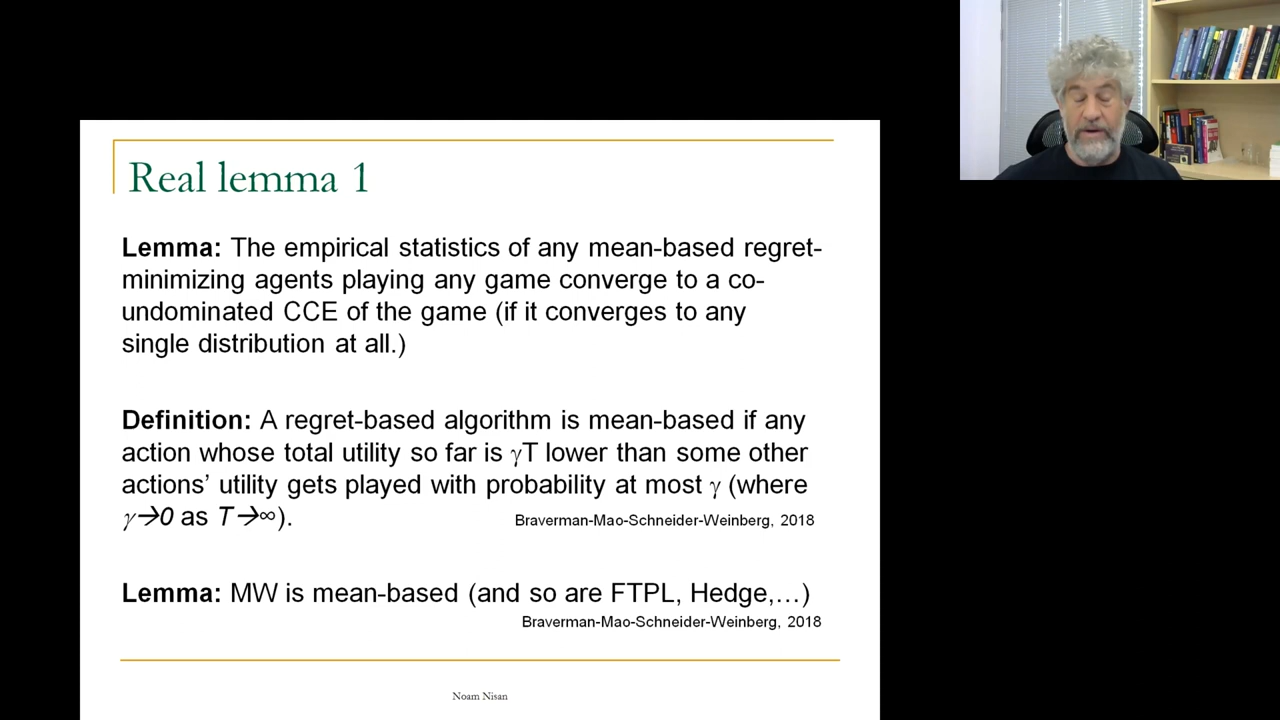 Real lemma 1
Lemma: The empirical statistics of any mean-based regret-
minimizing agents playing any game converge to a co-
undominated CCE of the game (if it converges to any
single distribution at all.)
Definition: A regret-based algorithm is mean-based if any
action whose total utility so far is γT lower than some other
actions’ utility gets played with probability at most γ (where
γ→0 as T→∞).
Braverman-Mao-Schneider-Weinberg, 2018
Lemma: MW is mean-based (and so are FTPL, Hedge,…)
Braverman-Mao-Schneider-Weinberg, 2018
Noam Nisan